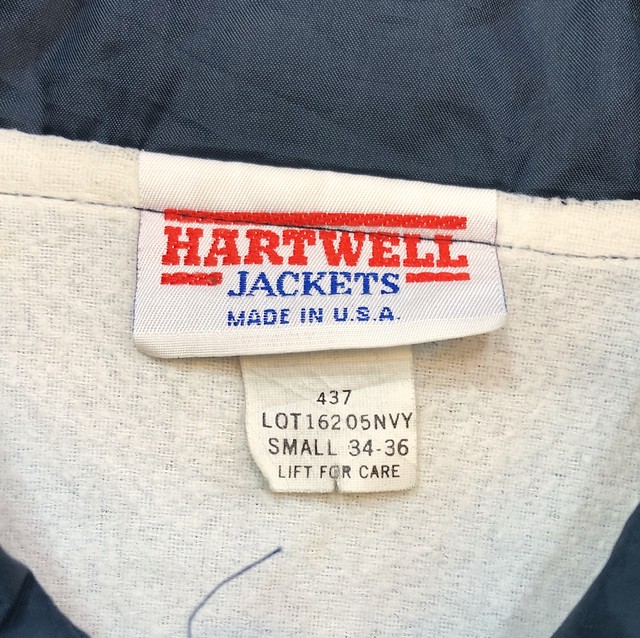 HARTWELL
JACKETS
MADE IN U.S.A.
437
LOT16205NVY
SMALL 34-36
LIFT FOR CARE